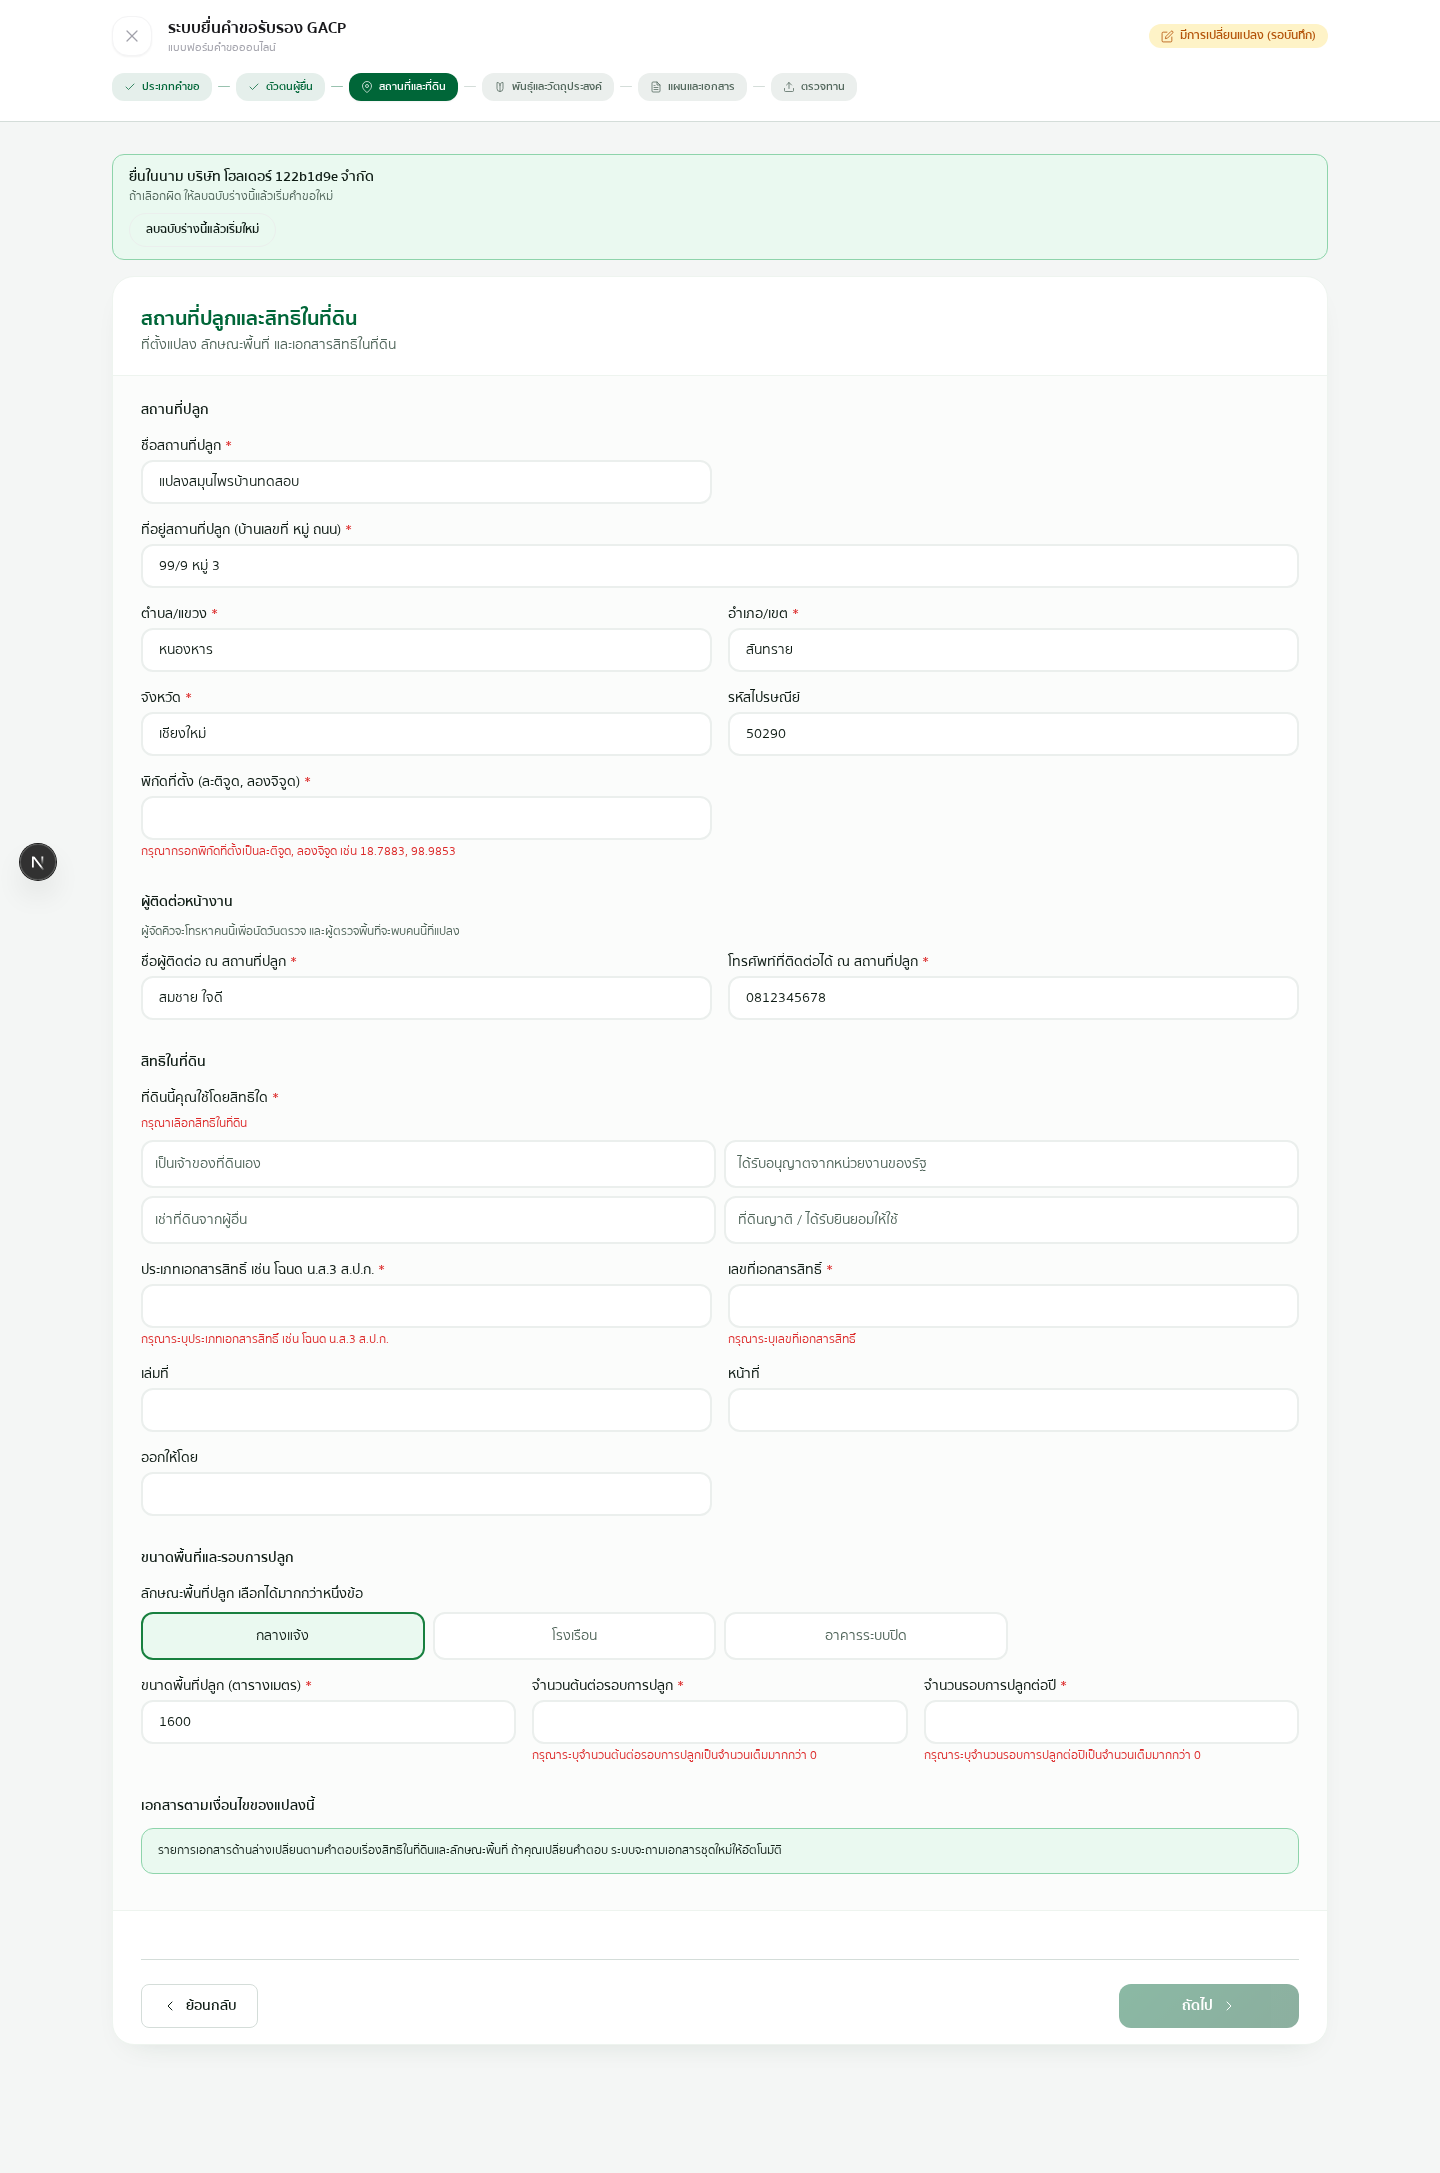 ระบบยื่นคำขอรับรอง GACP
แบบฟอร์มคำขอออนไลน์
มีการเปลี่ยนแปลง (รอบันทึก)
ประเภทคำขอ
ตัวตนผู้ยื่น
สถานที่และที่ดิน
พันธุ์และวัตถุประสงค์
แผนและเอกสาร
ตรวจทาน
ยื่นในนาม บริษัท โฮลเดอร์ 122b1d9e จำกัด
ถ้าเลือกผิด ให้ลบฉบับร่างนี้แล้วเริ่มคำขอใหม่
ลบฉบับร่างนี้แล้วเริ่มใหม่
สถานที่ปลูกและสิทธิในที่ดิน
ที่ตั้งแปลง ลักษณะพื้นที่ และเอกสารสิทธิในที่ดิน
สถานที่ปลูก
ชื่อสถานที่ปลูก *
แปลงสมุนไพรบ้านทดสอบ
ที่อยู่สถานที่ปลูก (บ้านเลขที่ หมู่ ถนน) *
99/9 หมู่ 3
ตำบล/แขวง *
อำเภอ/เขต *
หนองหาร
สันทราย
จังหวัด *
รหัสไปรษณีย์
เชียงใหม่
50290
พิกัดที่ตั้ง (ละติจูด, ลองจิจูด) *
กรุณากรอกพิกัดที่ตั้งเป็นละติจูด, ลองจิจูด เช่น 18.7883, 98.9853
N
ผู้ติดต่อหน้างาน
ผู้จัดคิวจะโทรหาคนนี้เพื่อนัดวันตรวจ และผู้ตรวจพื้นที่จะพบคนนี้ที่แปลง
ชื่อผู้ติดต่อ ณ สถานที่ปลูก *
โทรศัพท์ที่ติดต่อได้ ณ สถานที่ปลูก *
สมชาย ใจดี
0812345678
สิทธิในที่ดิน
ที่ดินนี้คุณใช้โดยสิทธิใด *
กรุณาเลือกสิทธิในที่ดิน
เป็นเจ้าของที่ดินเอง
ได้รับอนุญาตจากหน่วยงานของรัฐ
เช่าที่ดินจากผู้อื่น
ที่ดินญาติ / ได้รับยินยอมให้ใช้
ประเภทเอกสารสิทธิ์ เช่น โฉนด น.ส.3 ส.ป.ก. *
เลขที่เอกสารสิทธิ์ *
กรุณาระบุประเภทเอกสารสิทธิ์ เช่น โฉนด น.ส.3 ส.ป.ก.
กรุณาระบุเลขที่เอกสารสิทธิ์
เล่มที่
หน้าที่
ออกให้โดย
ขนาดพื้นที่และรอบการปลูก
ลักษณะพื้นที่ปลูก เลือกได้มากกว่าหนึ่งข้อ
กลางแจ้ง
โรงเรือน
อาคารระบบปิด
ขนาดพื้นที่ปลูก (ตารางเมตร) *
จำนวนต้นต่อรอบการปลูก *
จำนวนรอบการปลูกต่อปี *
1600
กรุณาระบุจำนวนต้นต่อรอบการปลูกเป็นจำนวนเต็มมากกว่า 0
กรุณาระบุจำนวนรอบการปลูกต่อปีเป็นจำนวนเต็มมากกว่า 0
เอกสารตามเงื่อนไขของแปลงนี้
รายการเอกสารด้านล่างเปลี่ยนตามคำตอบเรื่องสิทธิในที่ดินและลักษณะพื้นที่ ถ้าคุณเปลี่ยนคำตอบ ระบบจะถามเอกสารชุดใหม่ให้อัตโนมัติ
ย้อนกลับ
ถัดไป